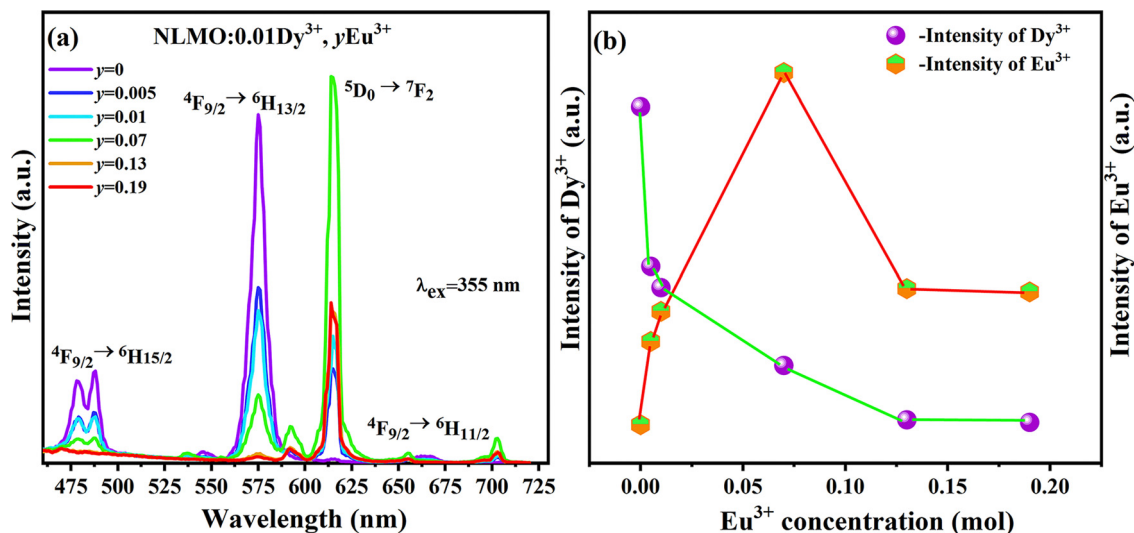 (a)
NLMO:0.01Dy³⁺, yEu³⁺
y=0
y=0.005
y=0.01
y=0.07
y=0.13
y=0.19
⁴F₉/₂→⁶H₁₃/₂
⁵D₀→⁷F₂
λₑₓ=355 nm
⁴F₉/₂→⁶H15/2
⁴F₉/₂→⁶H₁₁/₂
Intensity (a.u.)
475 500 525 550 575 600 625 650 675 700 725
Wavelength (nm)
(b)
-Intensity of Dy³⁺
-Intensity of Eu³⁺
Intensity of Dy³⁺ (a.u.)
Intensity of Eu³⁺ (a.u.)
0.00 0.05 0.10 0.15 0.20
Eu³⁺ concentration (mol)